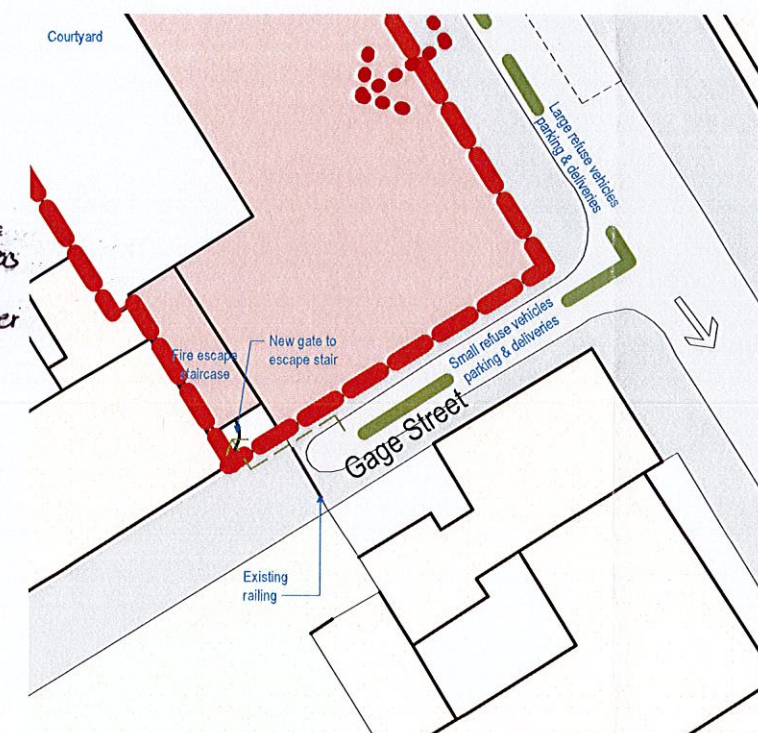 Courtyard
Large refuse vehicles
parking & deliveries
er
New gate to
escape stair
Fire escape
staircase
Small refuse vehicles
parking & deliveries
Gage Street
Existing
railing